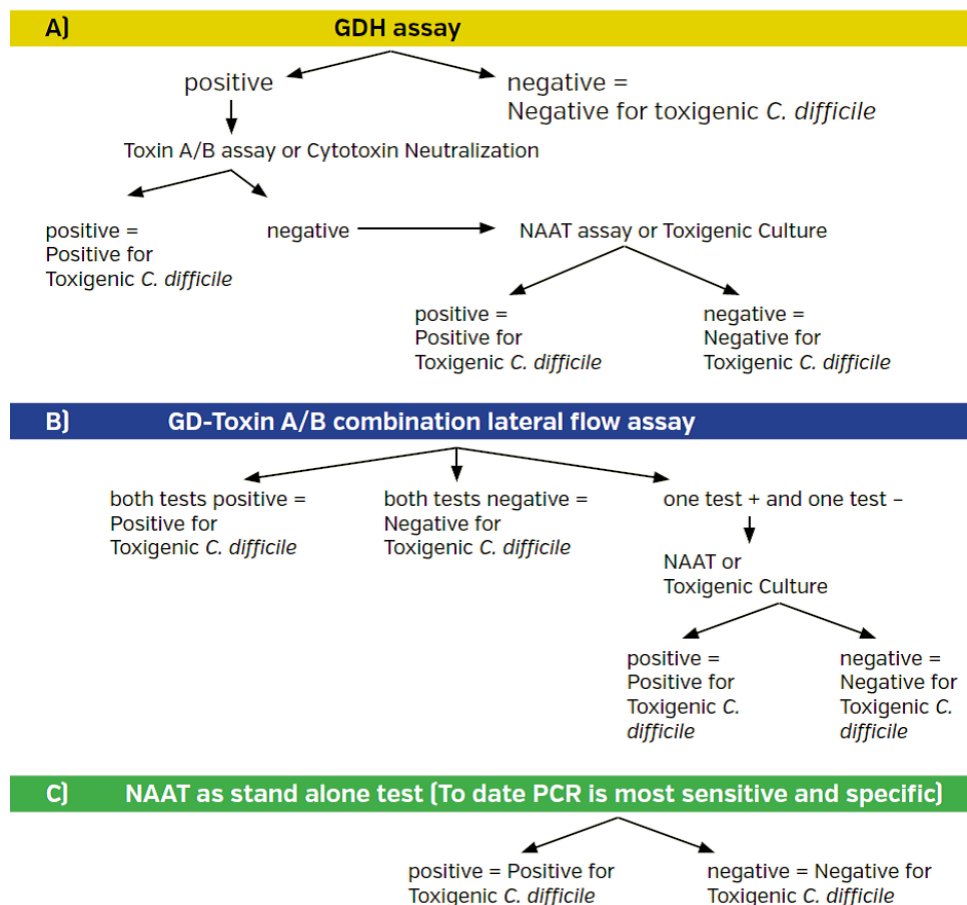 A) GDH assay
positive
negative =
Negative for toxigenic C. difficile
Toxin A/B assay or Cytotoxin Neutralization
positive =
Positive for
Toxigenic C. difficile
negative
NAAT assay or Toxigenic Culture
positive =
Positive for
Toxigenic C. difficile
negative =
Negative for
Toxigenic C. difficile
B) GD-Toxin A/B combination lateral flow assay
both tests positive =
Positive for
Toxigenic C. difficile
both tests negative =
Negative for
Toxigenic C. difficile
one test + and one test –
NAAT or
Toxigenic Culture
positive =
Positive for
Toxigenic C.
difficile
negative =
Negative for
Toxigenic C.
difficile
C) NAAT as stand alone test (To date PCR is most sensitive and specific)
positive = Positive for
Toxigenic C. difficile
negative = Negative for
Toxigenic C. difficile